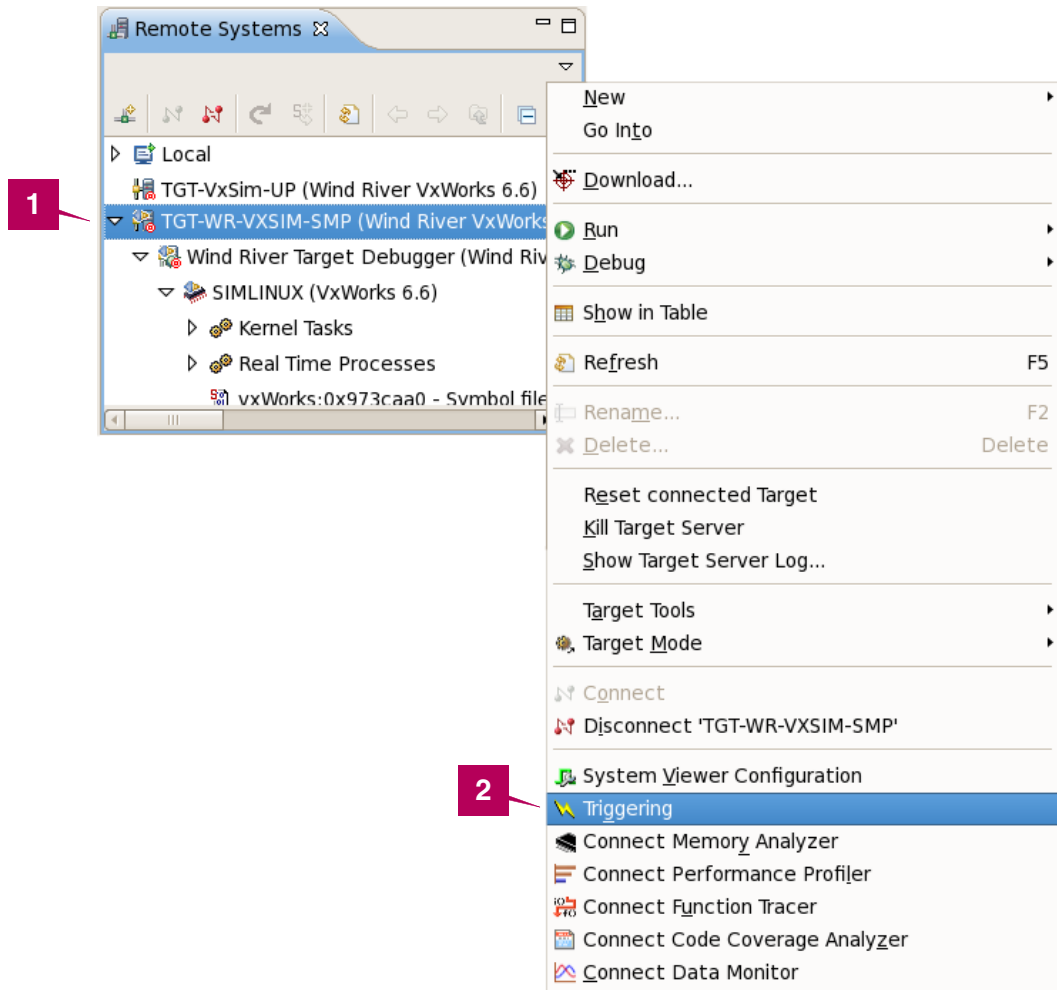 Remote Systems
Local
TGT-VxSim-UP (Wind River VxWorks 6.6)
1
TGT-WR-VXSIM-SMP (Wind River VxWorks
Wind River Target Debugger (Wind Riv
SIMLINUX (VxWorks 6.6)
Kernel Tasks
Real Time Processes
vxWorks:0x973caa0 - Symbol file
New
Go Into
Download...
Run
Debug
Show in Table
Refresh F5
Rename... F2
Delete... Delete
Reset connected Target
Kill Target Server
Show Target Server Log...
Target Tools
Target Mode
Connect
Disconnect 'TGT-WR-VXSIM-SMP'
System Viewer Configuration
2
Triggering
Connect Memory Analyzer
Connect Performance Profiler
Connect Function Tracer
Connect Code Coverage Analyzer
Connect Data Monitor